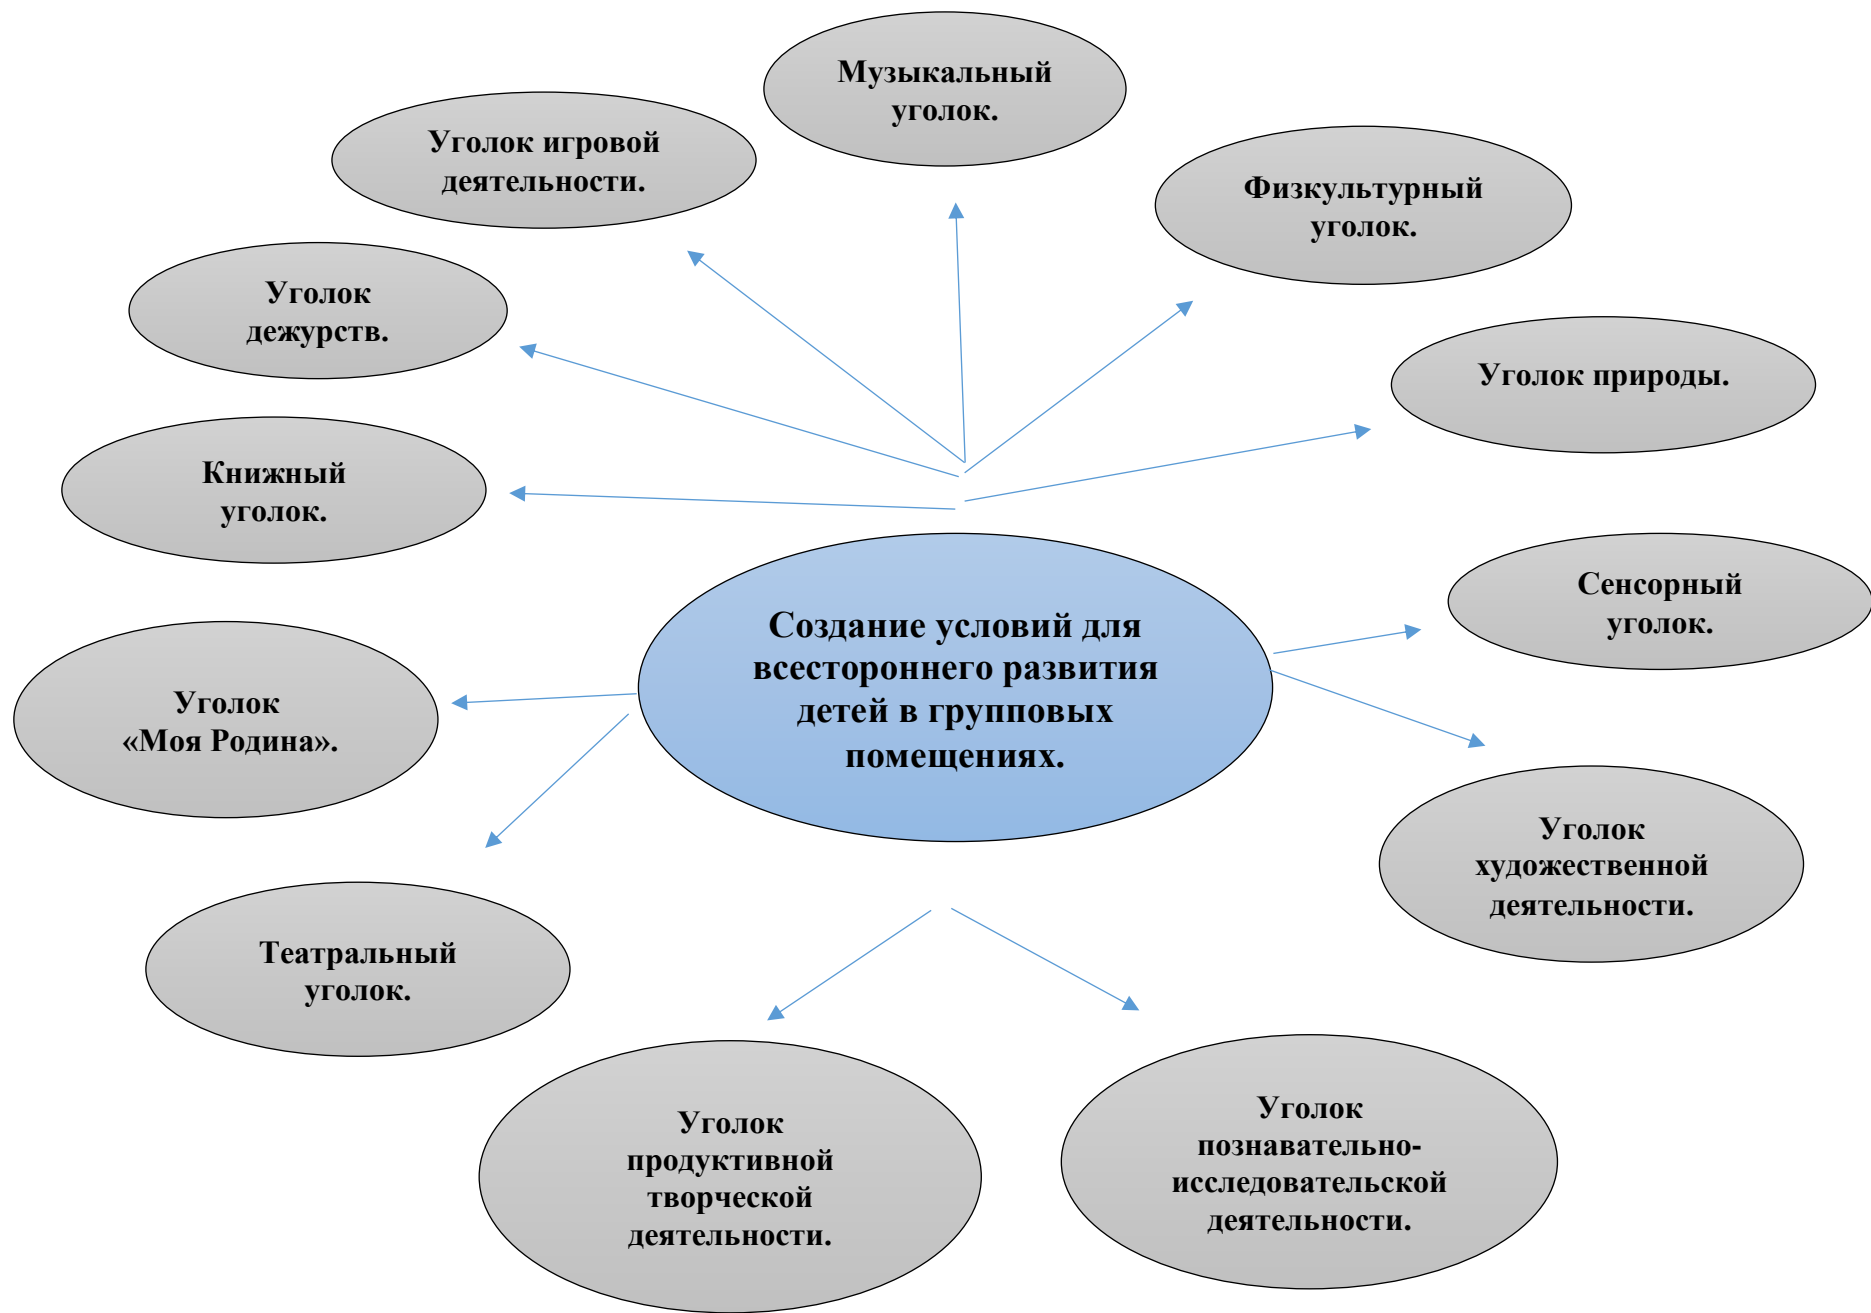 Музыкальный
уголок.
Уголок игровой
деятельности.
Физкультурный
уголок.
Уголок
дежурств.
Уголок природы.
Книжный
уголок.
Сенсорный
уголок.
Создание условий для
всестороннего развития
детей в групповых
помещениях.
Уголок
«Моя Родина».
Уголок
художественной
деятельности.
Театральный
уголок.
Уголок
продуктивной
творческой
деятельности.
Уголок
познавательно-
исследовательской
деятельности.